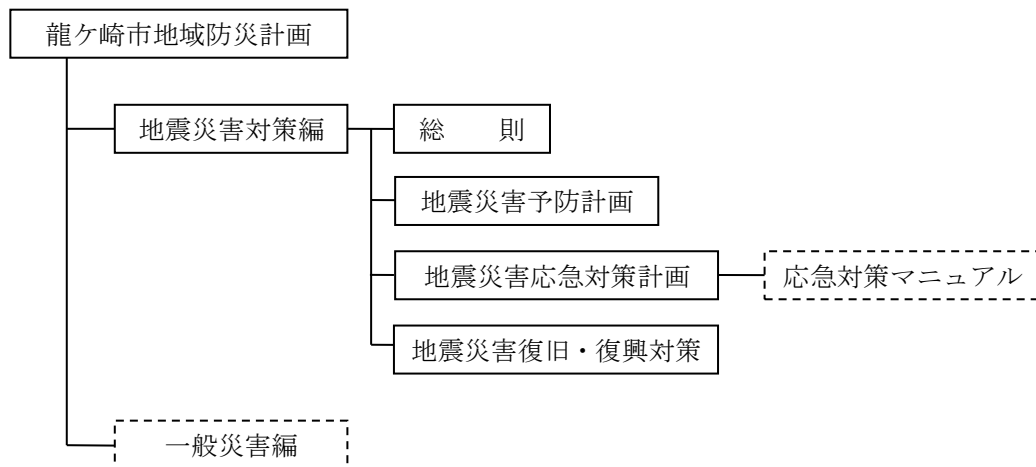 龍ケ崎市地域防災計画
地震災害対策編
総　　則
地震災害予防計画
地震災害応急対策計画
応急対策マニュアル
地震災害復旧・復興対策
一般災害編